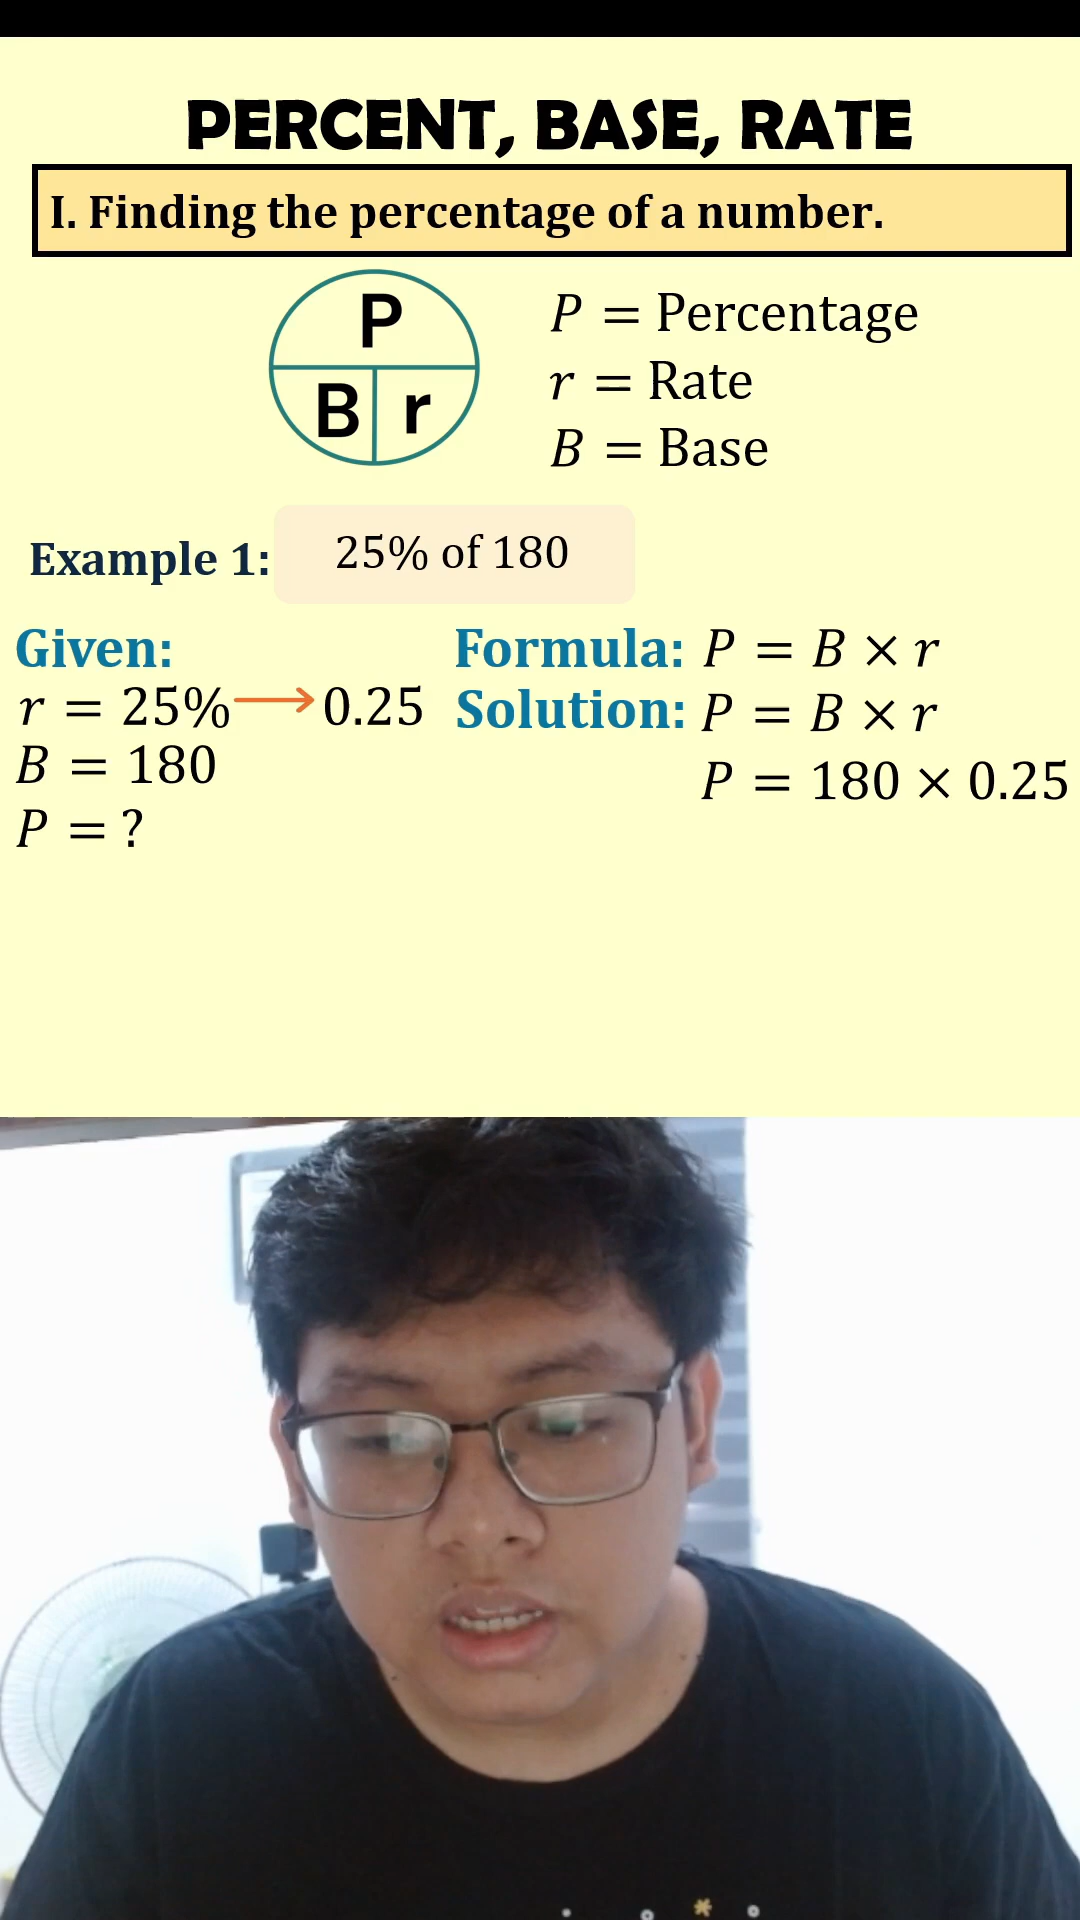 PERCENT, BASE, RATE
I. Finding the percentage of a number.
P
B r
P = Percentage
r = Rate
B = Base
Example 1: 25% of 180
Given:
r = 25% → 0.25
B = 180
P = ?
Formula: P = B × r
Solution: P = B × r
P = 180 × 0.25